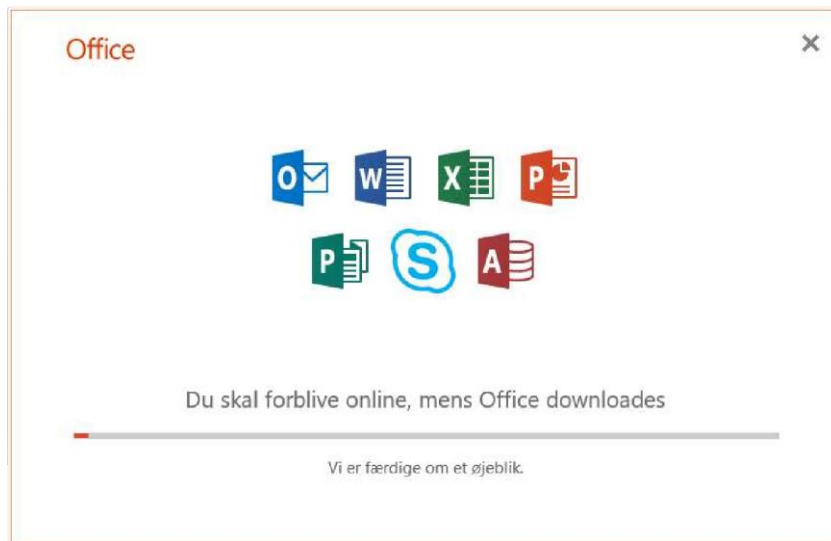 Office
O W X P
P S A
Du skal forblive online, mens Office downloades
Vi er færdige om et øjeblik.